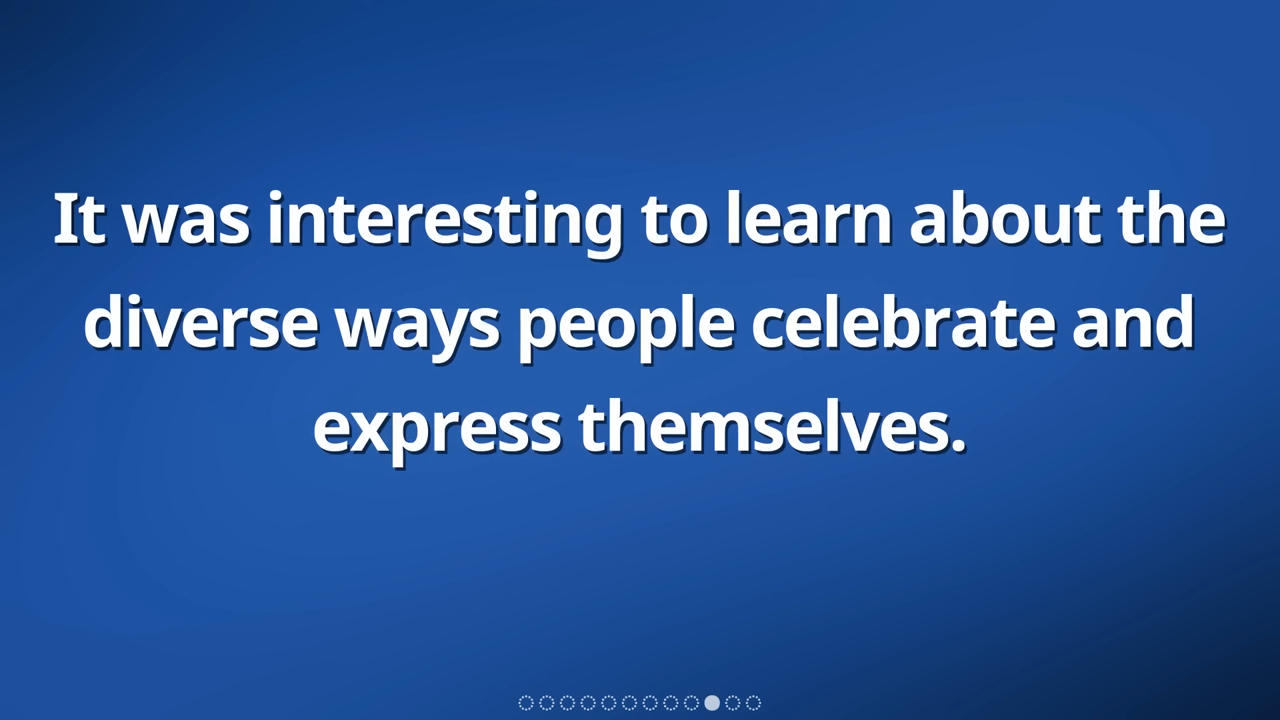 It was interesting to learn about the
diverse ways people celebrate and
express themselves.